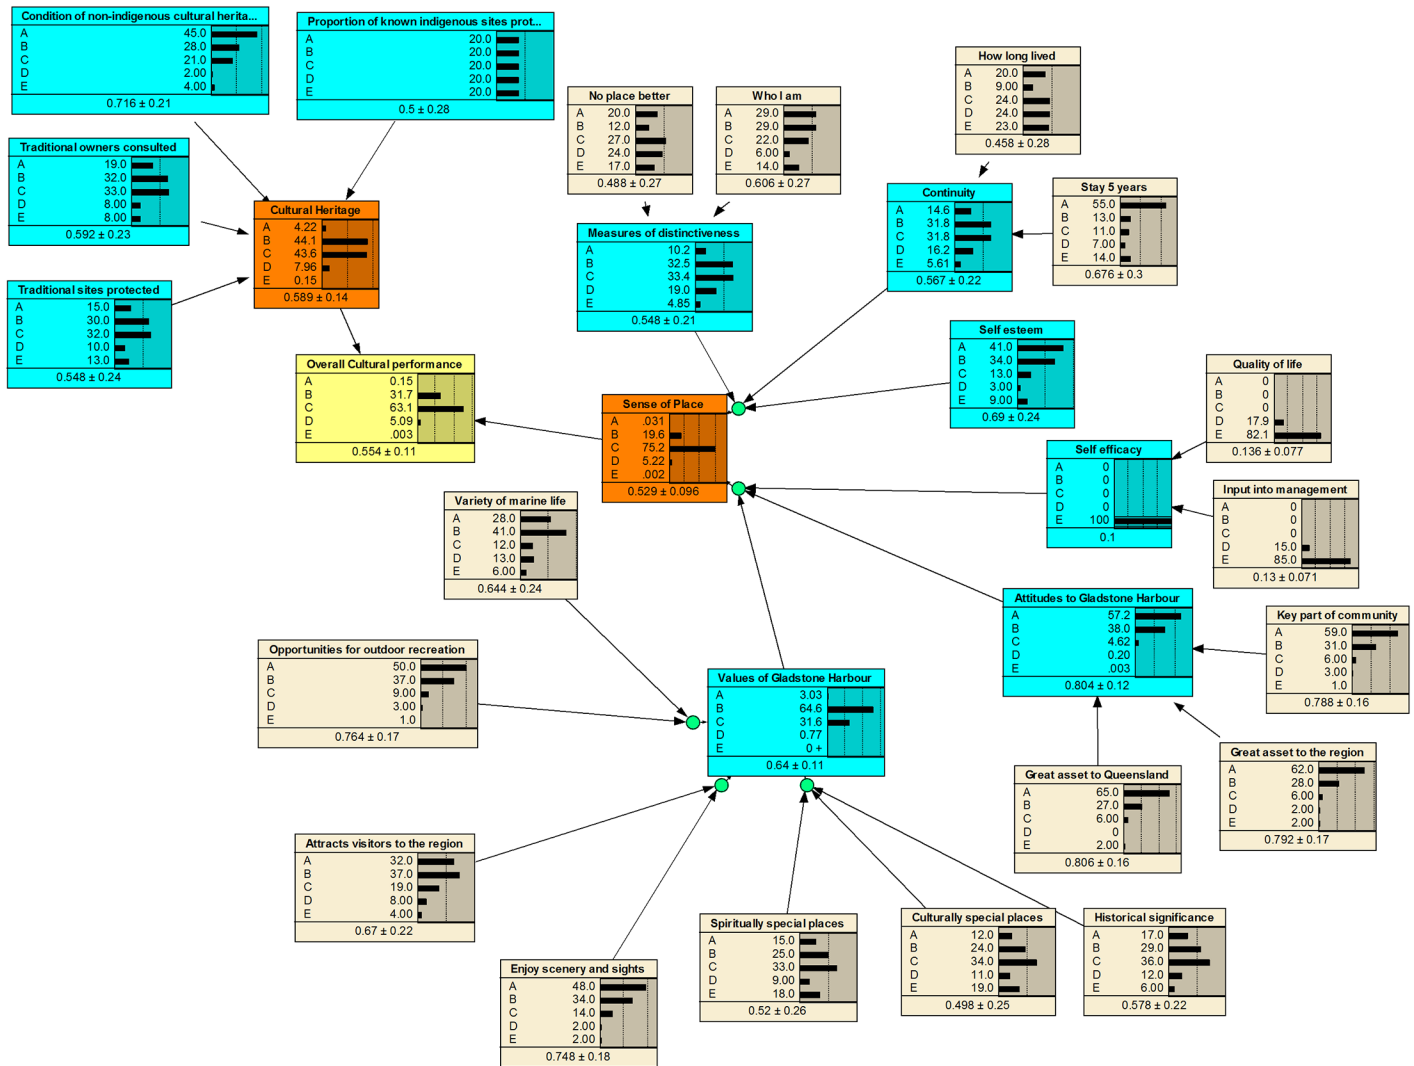 Condition of non-indigenous cultural herita...
A 45.0
B 28.0
C 21.0
D 2.00
E 4.00
0.716 ± 0.21
Proportion of known indigenous sites prot...
A 20.0
B 20.0
C 20.0
D 20.0
E 20.0
0.5 ± 0.28
How long lived
A 20.0
B 9.00
C 24.0
D 24.0
E 23.0
0.458 ± 0.28
No place better
A 20.0
B 12.0
C 27.0
D 24.0
E 17.0
0.488 ± 0.27
Who I am
A 29.0
B 29.0
C 22.0
D 6.00
E 14.0
0.606 ± 0.27
Traditional owners consulted
A 19.0
B 32.0
C 33.0
D 8.00
E 8.00
0.592 ± 0.23
Cultural Heritage
A 4.22
B 44.1
C 43.6
D 7.96
E 0.15
0.589 ± 0.14
Continuity
A 14.6
B 31.8
C 31.8
D 16.2
E 5.61
0.567 ± 0.22
Stay 5 years
A 55.0
B 13.0
C 11.0
D 7.00
E 14.0
0.676 ± 0.3
Measures of distinctiveness
A 10.2
B 32.5
C 33.4
D 19.0
E 4.85
0.548 ± 0.21
Traditional sites protected
A 15.0
B 30.0
C 32.0
D 10.0
E 13.0
0.548 ± 0.24
Self esteem
A 41.0
B 34.0
C 13.0
D 3.00
E 9.00
0.69 ± 0.24
Overall Cultural performance
A 0.15
B 31.7
C 63.1
D 5.09
E .003
0.554 ± 0.11
Quality of life
A 0
B 0
C 0
D 17.9
E 82.1
0.136 ± 0.077
Sense of Place
A .031
B 19.6
C 75.2
D 5.22
E .002
0.529 ± 0.096
Self efficacy
A 0
B 0
C 0
D 0
E 100
0.1
Input into management
A 0
B 0
C 0
D 15.0
E 85.0
0.13 ± 0.071
Variety of marine life
A 28.0
B 41.0
C 12.0
D 13.0
E 6.00
0.644 ± 0.24
Attitudes to Gladstone Harbour
A 57.2
B 38.0
C 4.62
D 0.20
E .003
0.804 ± 0.12
Key part of community
A 59.0
B 31.0
C 6.00
D 3.00
E 1.0
0.788 ± 0.16
Opportunities for outdoor recreation
A 50.0
B 37.0
C 9.00
D 3.00
E 1.0
0.764 ± 0.17
Values of Gladstone Harbour
A 3.03
B 64.6
C 31.6
D 0.77
E 0 +
0.64 ± 0.11
Great asset to the region
A 62.0
B 28.0
C 6.00
D 2.00
E 2.00
0.792 ± 0.17
Great asset to Queensland
A 65.0
B 27.0
C 6.00
D 0
E 2.00
0.806 ± 0.16
Attracts visitors to the region
A 32.0
B 37.0
C 19.0
D 8.00
E 4.00
0.67 ± 0.22
Spiritually special places
A 15.0
B 25.0
C 33.0
D 9.00
E 18.0
0.52 ± 0.26
Culturally special places
A 12.0
B 24.0
C 34.0
D 11.0
E 19.0
0.498 ± 0.25
Historical significance
A 17.0
B 29.0
C 36.0
D 12.0
E 6.00
0.578 ± 0.22
Enjoy scenery and sights
A 48.0
B 34.0
C 14.0
D 2.00
E 2.00
0.748 ± 0.18